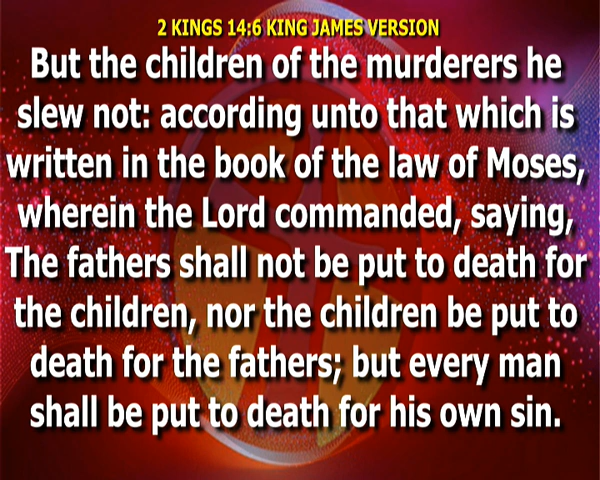 2 KINGS 14:6 KING JAMES VERSION
But the children of the murderers he
slew not: according unto that which is
written in the book of the law of Moses,
wherein the Lord commanded, saying,
The fathers shall not be put to death for
the children, nor the children be put to
death for the fathers; but every man
shall be put to death for his own sin.